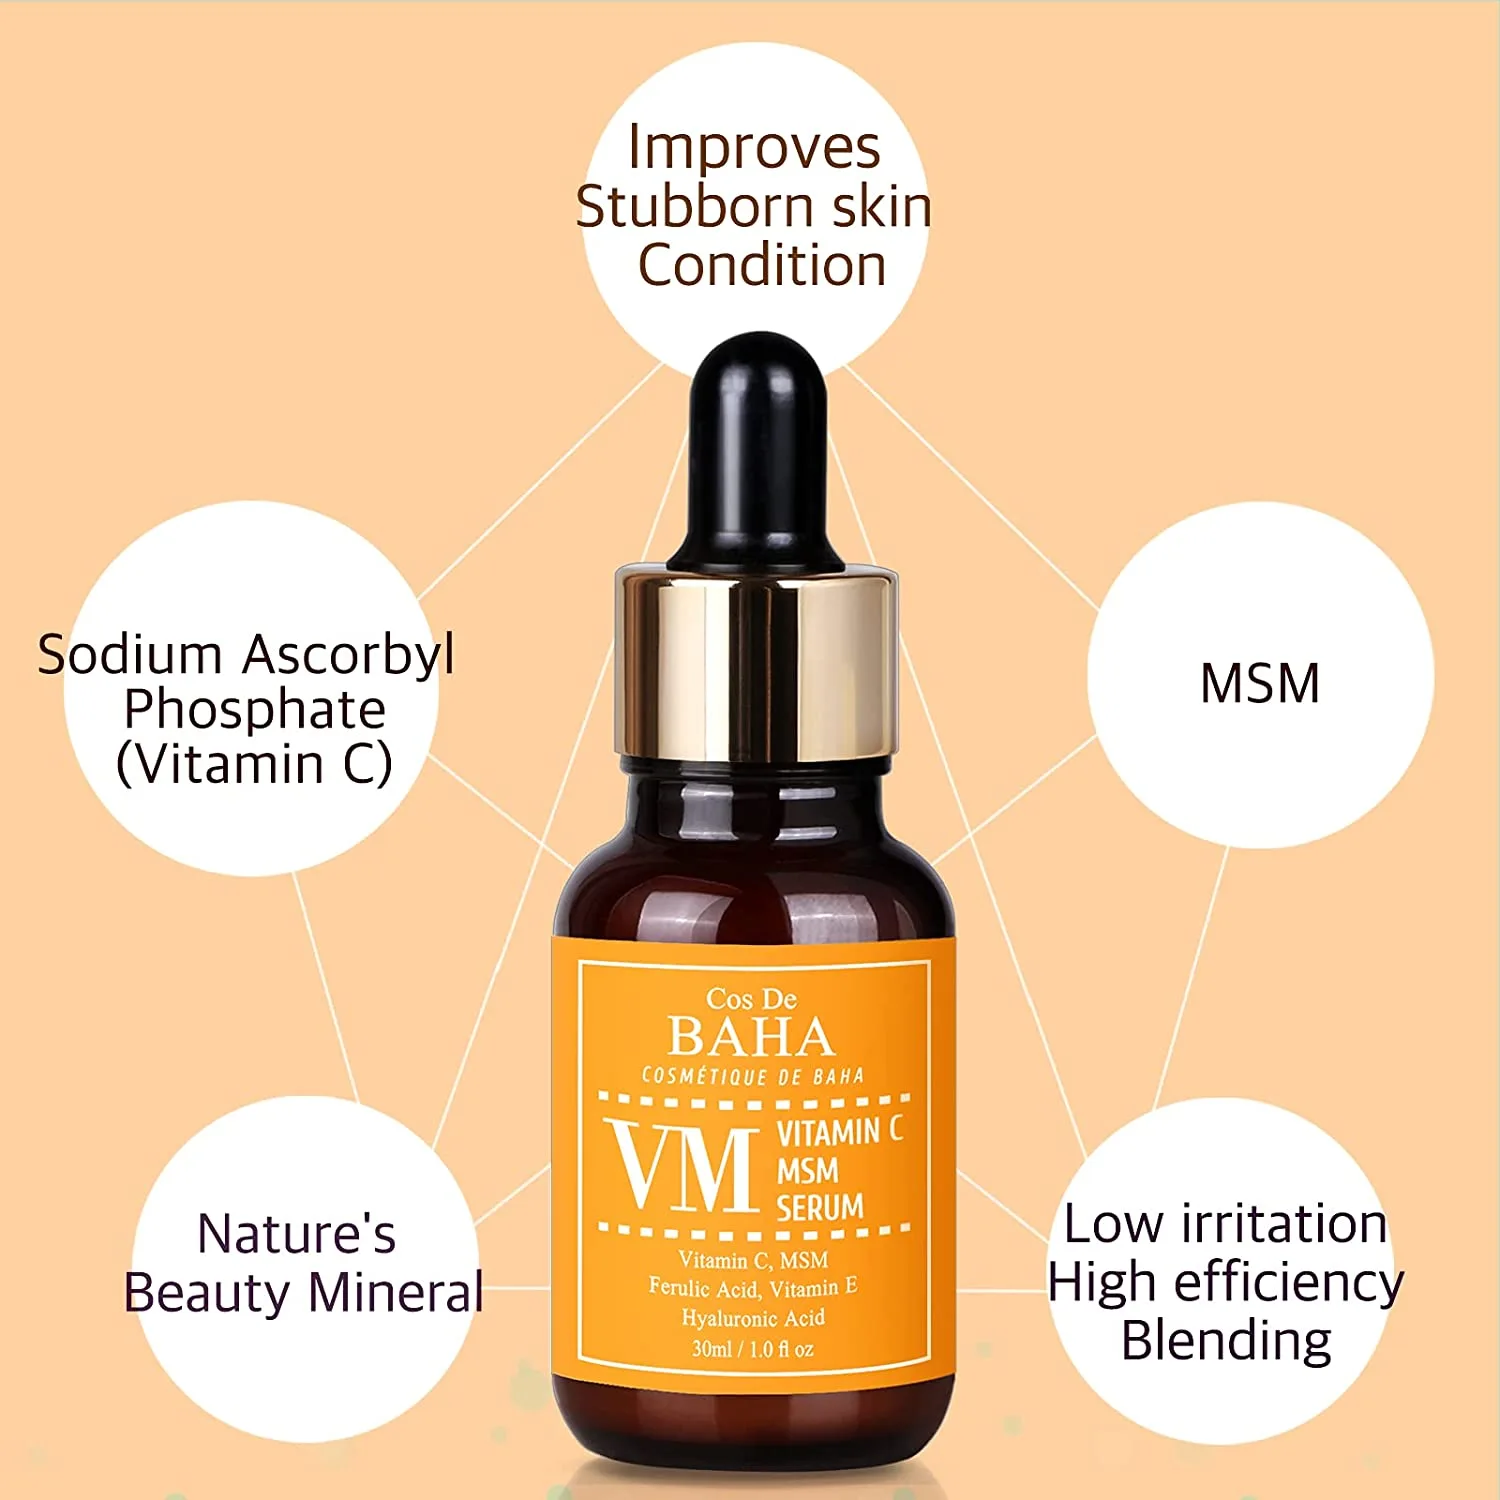 Improves
Stubborn skin
Condition
Sodium Ascorbyl
Phosphate
(Vitamin C)
MSM
Nature's
Beauty Mineral
Low irritation
High efficiency
Blending
Cos De
BAHA
COSMÉTIQUE DE BAHA
VM
VITAMIN C
MSM
SERUM
Vitamin C, MSM
Ferulic Acid, Vitamin E
Hyaluronic Acid
30ml / 1.0 fl oz